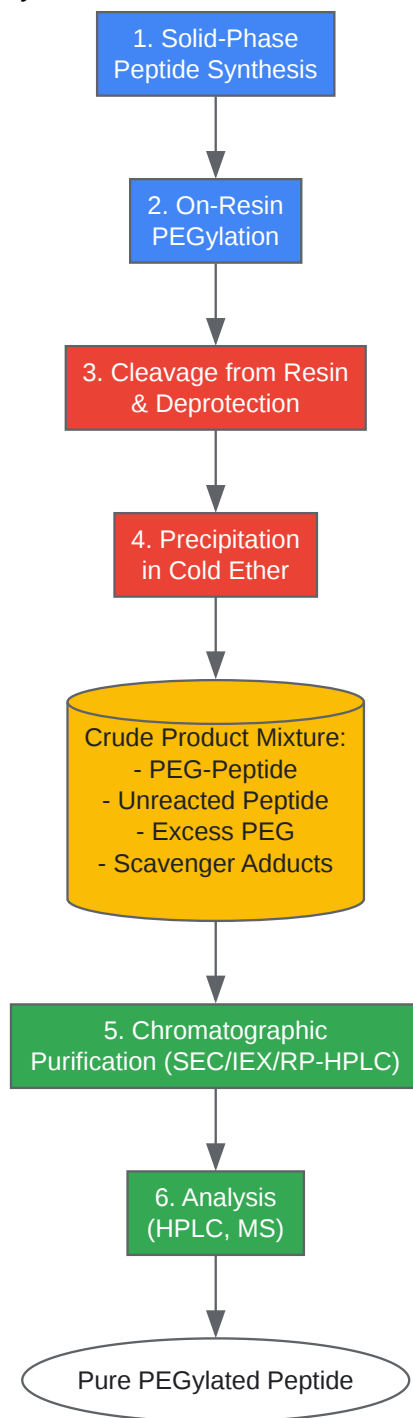 1. Solid-Phase
Peptide Synthesis
2. On-Resin
PEGylation
3. Cleavage from Resin
& Deprotection
4. Precipitation
in Cold Ether
Crude Product Mixture:
- PEG-Peptide
- Unreacted Peptide
- Excess PEG
- Scavenger Adducts
5. Chromatographic
Purification (SEC/IEX/RP-HPLC)
6. Analysis
(HPLC, MS)
Pure PEGylated Peptide